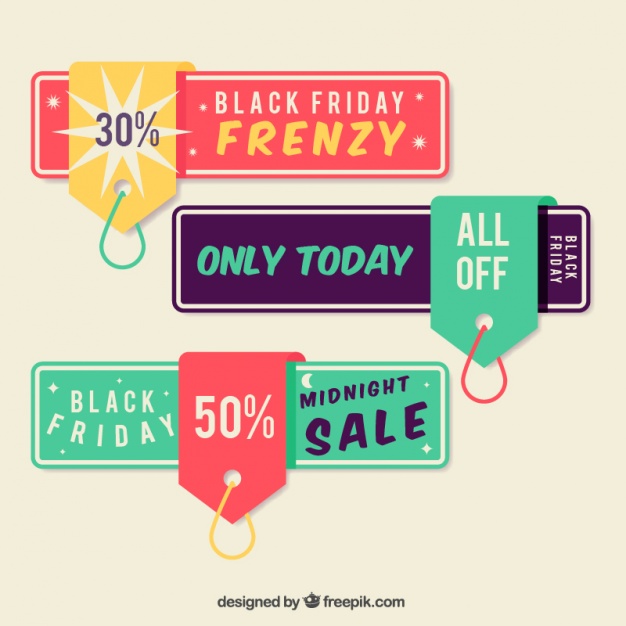 30%
BLACK FRIDAY
FRENZY
ONLY TODAY
ALL
OFF
BLACK
FRIDAY
BLACK
FRIDAY
50%
MIDNIGHT
SALE
designed by freepik.com